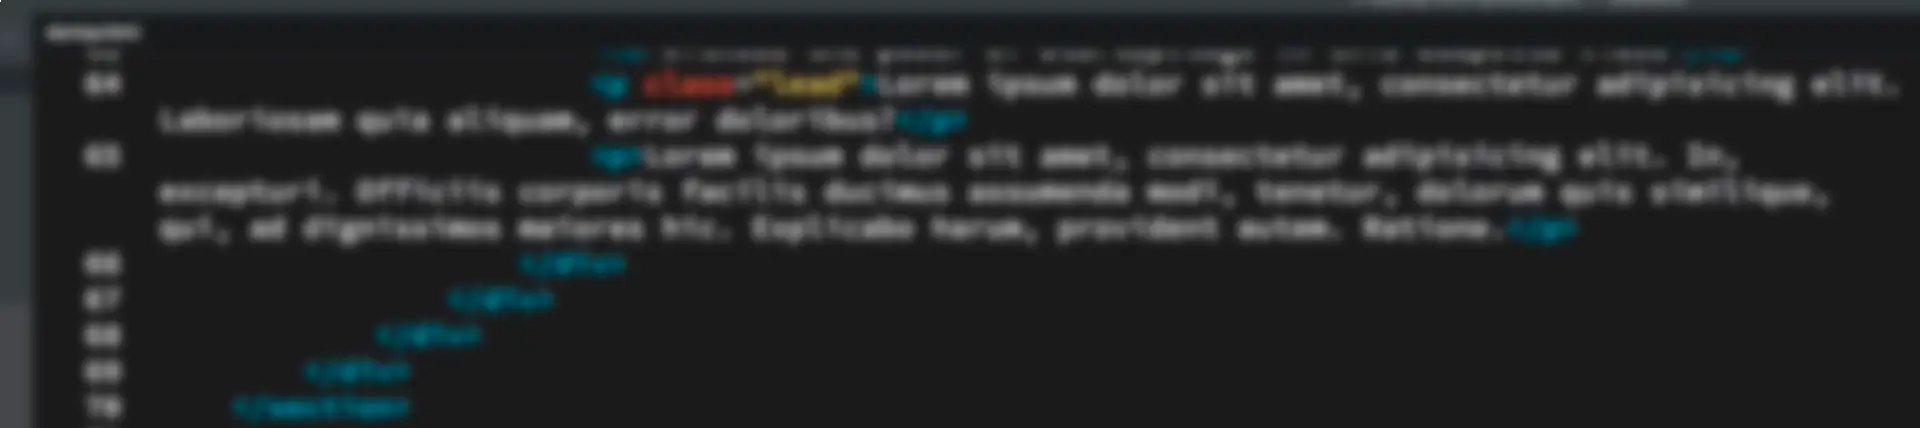 64 <p class="lead">Lorem ipsum dolor sit amet, consectetur adipisicing elit.
Laboriosam quia aliquam, error doloribus?</p>
65 <p>Lorem ipsum dolor sit amet, consectetur adipisicing elit. In,
excepturi. Officiis corporis facilis ducimus assumenda modi, tenetur, dolorum quis similique,
qui, ad dignissimos maiores hic. Explicabo harum, provident autem. Ratione.</p>
66 </div>
67 </div>
68 </div>
69 </div>
70 </section>